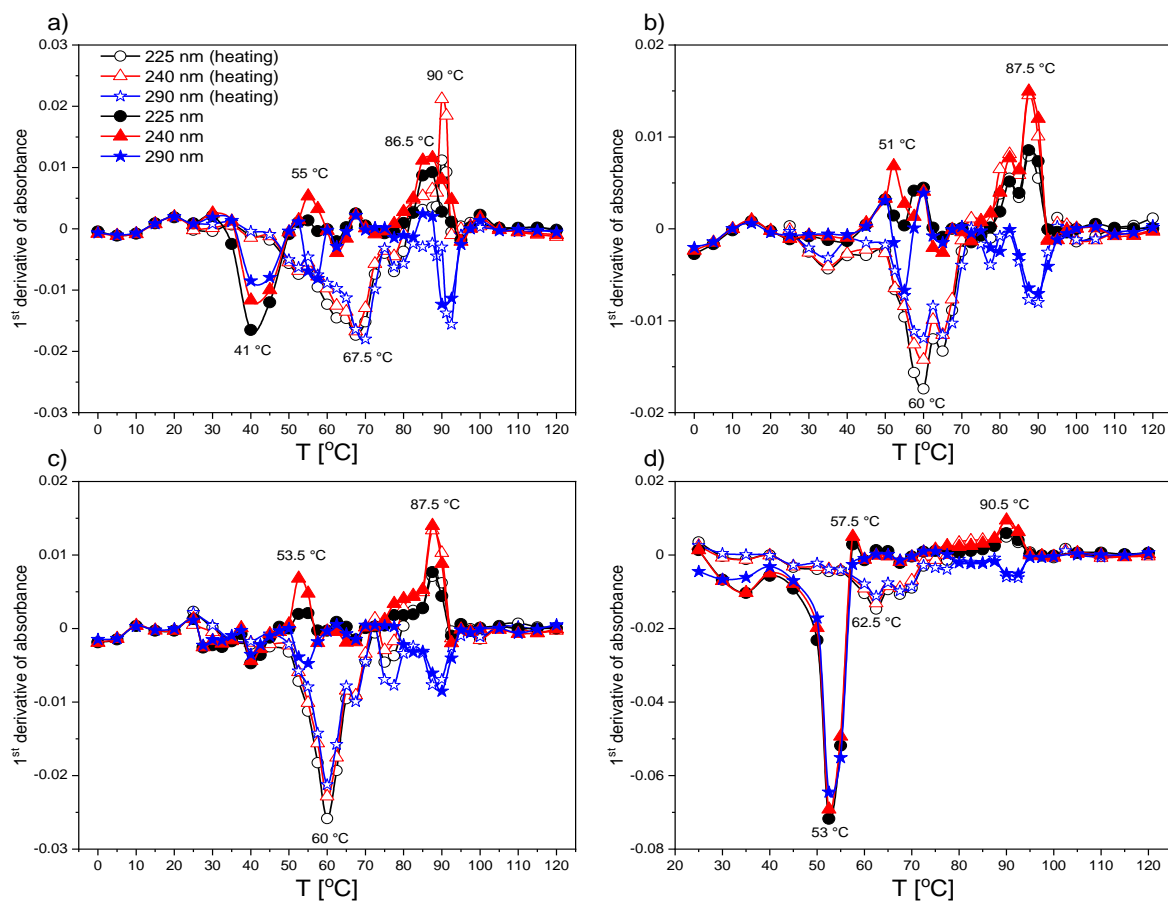 a)
1st derivative of absorbance
0.03
0.02
0.01
0
-0.01
-0.02
-0.03
225 nm (heating)
240 nm (heating)
290 nm (heating)
225 nm
240 nm
290 nm
90 °C
86.5 °C
55 °C
41 °C
67.5 °C
0 10 20 30 40 50 60 70 80 90 100 110 120
T [oC]
b)
1st derivative of absorbance
0.02
0.01
0
-0.01
-0.02
87.5 °C
51 °C
60 °C
0 10 20 30 40 50 60 70 80 90 100 110 120
T [oC]
c)
1st derivative of absorbance
0.02
0.01
0
-0.01
-0.02
-0.03
87.5 °C
53.5 °C
60 °C
0 10 20 30 40 50 60 70 80 90 100 110 120
T [oC]
d)
1st derivative of absorbance
0.02
0
-0.02
-0.04
-0.06
-0.08
57.5 °C
90.5 °C
62.5 °C
53 °C
20 30 40 50 60 70 80 90 100 110 120
T [oC]